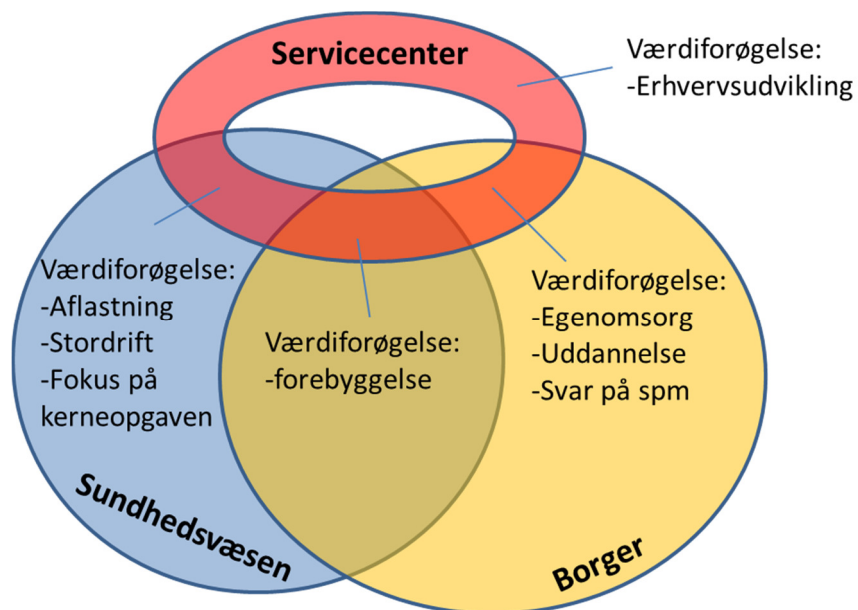 Servicecenter
Værdiforøgelse:
-Erhvervsudvikling
Værdiforøgelse:
-Aflastning
-Stordrift
-Fokus på
kerneopgaven
Værdiforøgelse:
-forebyggelse
Værdiforøgelse:
-Egenomsorg
-Uddannelse
-Svar på spm
Sundhedsvæsen
Borger